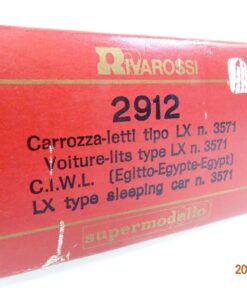 RIVAROSSI
2912
Carrozza-letti tipo LX n. 3571
Voiture-lits type LX n. 3571
C.I.W.L. (Egitto-Egypte-Egypt)
LX type sleeping car n. 3571
supermodello
20